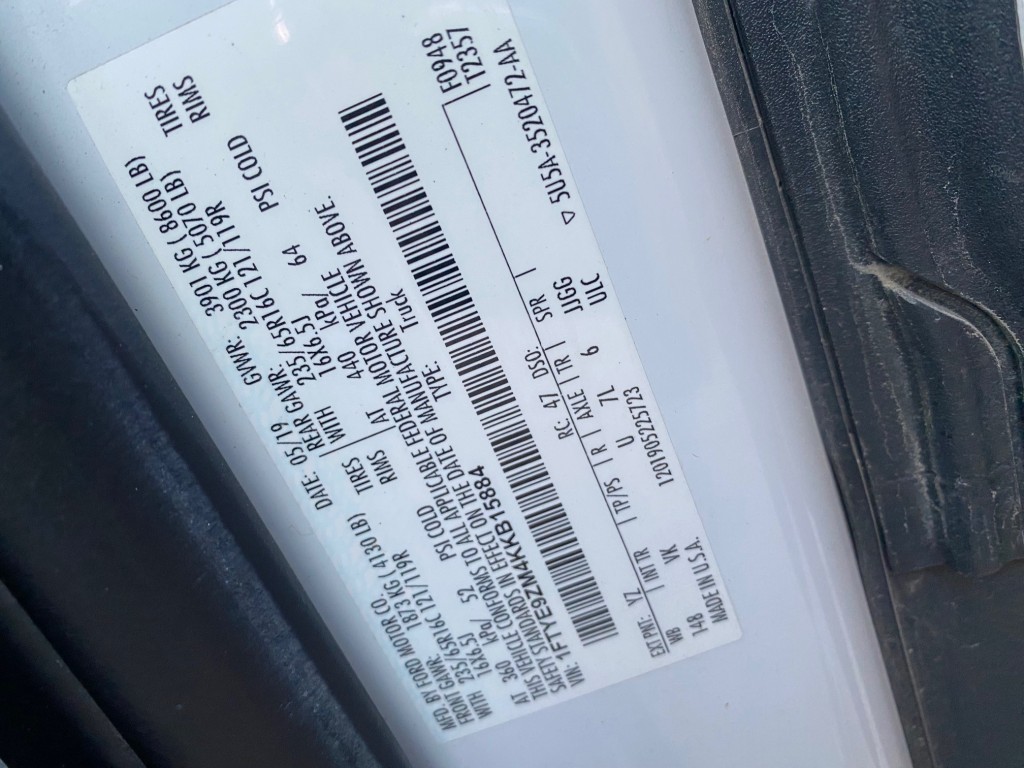 MFD. BY FORD MOTOR CO.
DATE: 05/19 GVWR: 3901 KG ( 8600 LB)
FRONT GAWR: 1873 KG ( 4130 LB) REAR GAWR: 2300 KG ( 5070 LB)
WITH 235/65R16C 121/119R TIRES WITH 235/65R16C 121/119R TIRES
16X6.5J RIMS 16X6.5J RIMS
AT 360 kPa/ 52 PSI COLD AT 440 kPa/ 64 PSI COLD
THIS VEHICLE CONFORMS TO ALL APPLICABLE FEDERAL MOTOR VEHICLE
SAFETY STANDARDS IN EFFECT ON THE DATE OF MANUFACTURE SHOWN ABOVE.
VIN: 1FTYE9ZM4KKB15884 TYPE: Truck
F0948
T2357
EXT PNT: YZ RC: 47 DSO:
WB | INT TR | TP/PS | R | AXLE | TR | SR |
148 VK U 7L 6 JJGG
ULC
MADE IN U.S.A. 120190522S723 ▽ 5U5A-3520472-AA